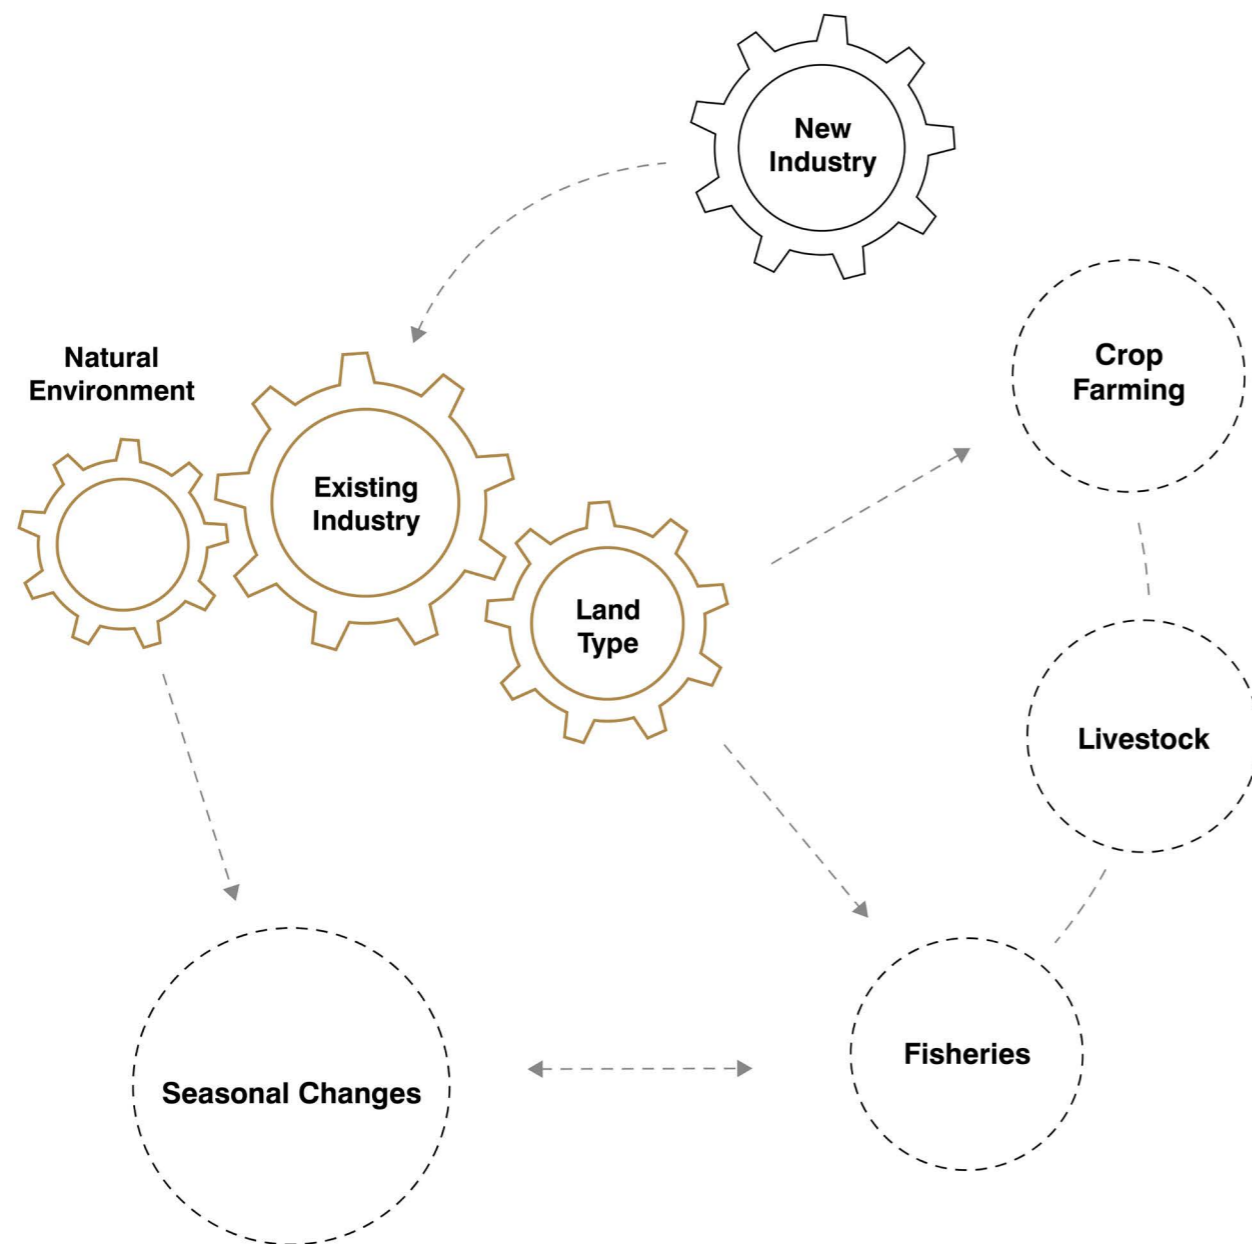 New
Industry
Natural
Environment
Existing
Industry
Land
Type
Crop
Farming
Livestock
Fisheries
Seasonal Changes